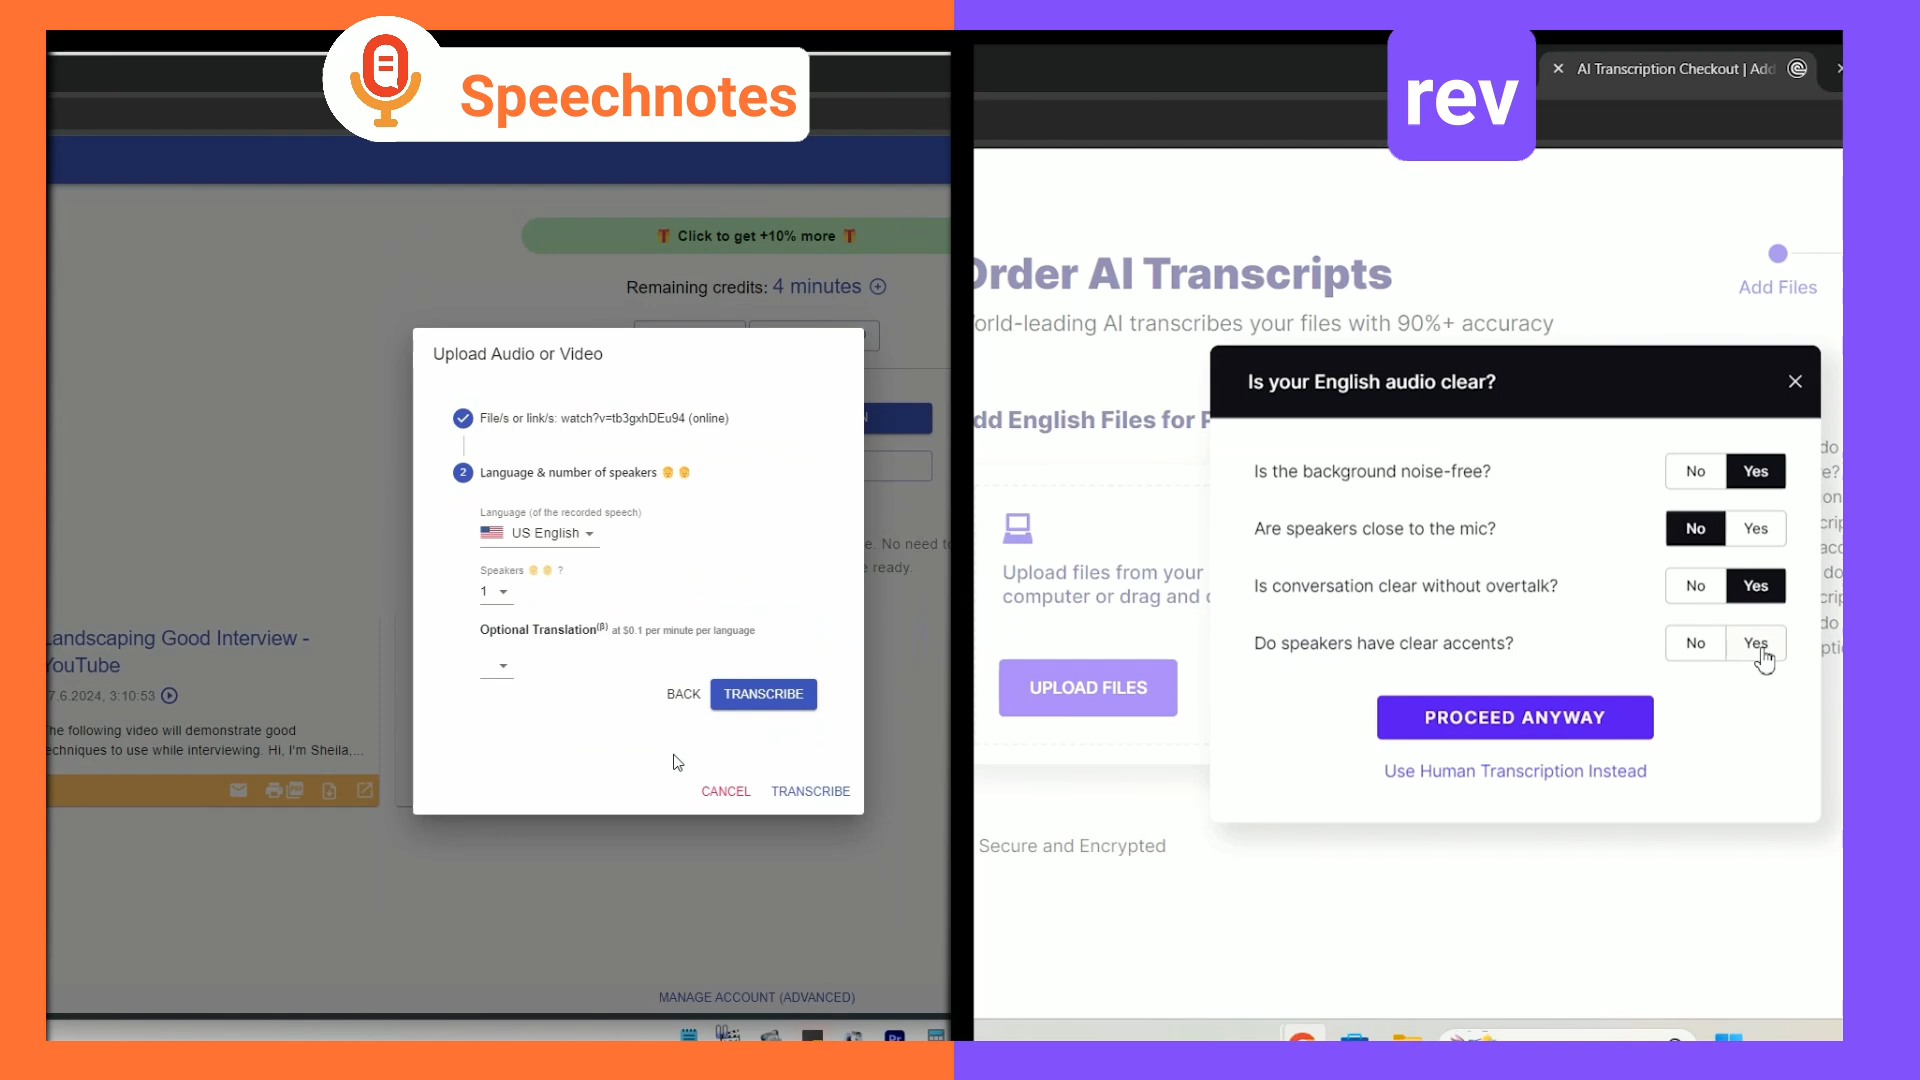 Speechnotes
Click to get +10% more
Remaining credits: 4 minutes
Upload Audio or Video
File/s or link/s: watch?v=tb3gxhDEu94 (online)
2 Language & number of speakers
Language (of the recorded speech)
US English
Speakers ?
1
Optional Translation(β) at $0.1 per minute per language
BACK TRANSCRIBE
CANCEL TRANSCRIBE
e. No need to
ready.
Landscaping Good Interview -
YouTube
7.6.2024, 3:10:53
The following video will demonstrate good
techniques to use while interviewing. Hi, I'm Sheila,...
MANAGE ACCOUNT (ADVANCED)
rev
AI Transcription Checkout | Add
Order AI Transcripts
orld-leading AI transcribes your files with 90%+ accuracy
Add Files
dd English Files for P
Upload files from your
computer or drag and
UPLOAD FILES
Secure and Encrypted
Is your English audio clear?
Is the background noise-free? No Yes
Are speakers close to the mic? No Yes
Is conversation clear without overtalk? No Yes
Do speakers have clear accents? No Yes
PROCEED ANYWAY
Use Human Transcription Instead